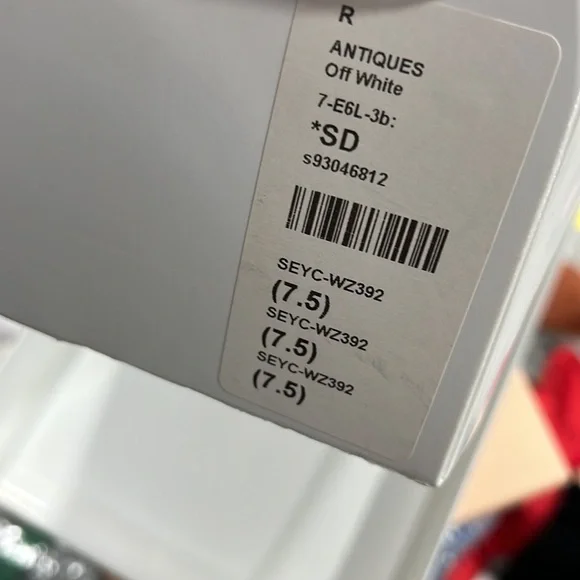 R
ANTIQUES
Off White
7-E6L-3b:
*SD
s93046812
SEYC-WZ392
(7.5)
SEYC-WZ392
(7.5)
SEYC-WZ392
(7.5)